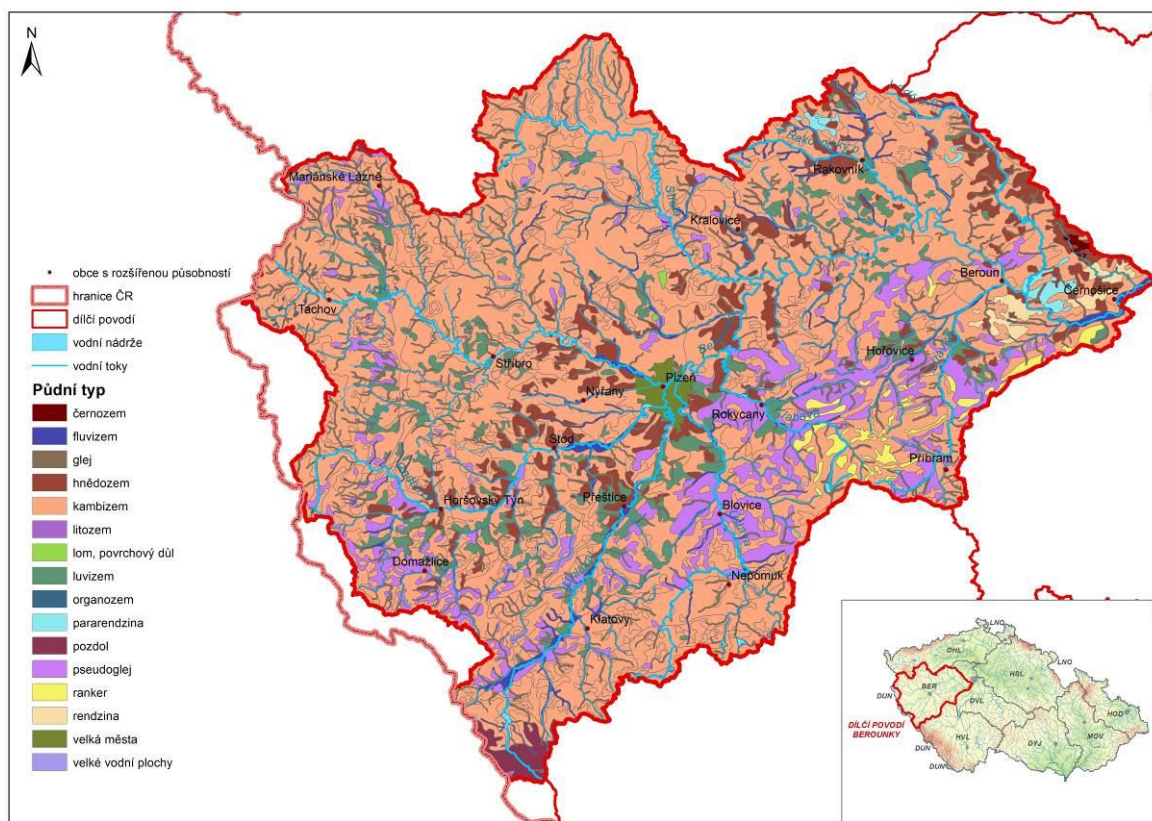 N
Mariánské Lázně
Rakovník
Kralovice
Beroun
Černošice
Tachov
Stříbro
Hořovice
Plzeň
Nýřany
Rokycany
Stod
Příbram
Přeštice
Horšovský Týn
Blovice
Domažlice
Nepomuk
Klatovy
obce s rozšířenou působností
hranice ČR
dílčí povodí
vodní nádrže
vodní toky
Půdní typ
černozem
fluvizem
glej
hnědozem
kambizem
litozem
lom, povrchový důl
luvizem
organozem
pararendzina
pozdol
pseudoglej
ranker
rendzina
velká města
velké vodní plochy
LNO
OHL
HSL
LNO
DUN
BER
DVL
HOD
DÍLČÍ POVODÍ
BEROUNKY
HVL
DYJ
MOV
DUN
DUN